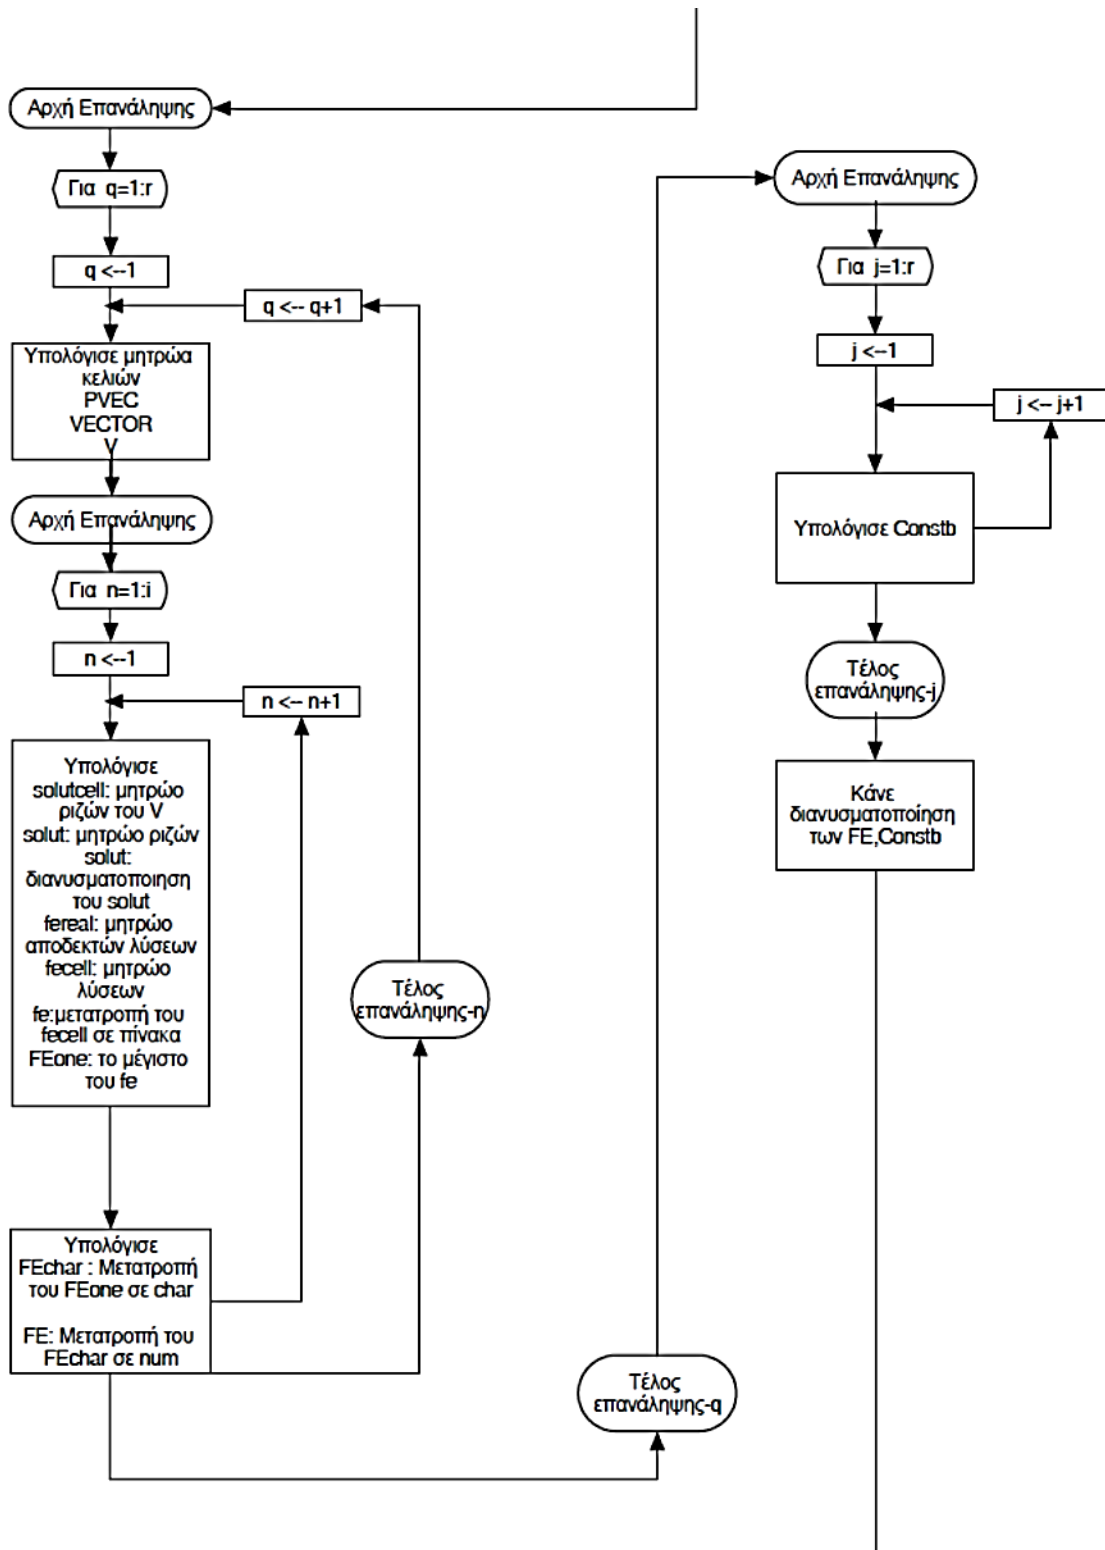 Αρχή Επανάληψης
Για q=1:r
q <--1
q <-- q+1
Υπολόγισε μητρώα
κελιών
PVEC
VECTOR
V
Αρχή Επανάληψης
Για n=1:i
n <--1
n <-- n+1
Υπολόγισε
solutcell: μητρώο
ριζών του V
solut: μητρώο ριζών
solut:
διανυσματοποιηση
του solut
fereal: μητρώο
αποδεκτών λύσεων
fecell: μητρώο
λύσεων
fe:μετατροπή του
fecell σε πίνακα
FEone: το μέγιστο
του fe
Τέλος
επανάληψης-n
Υπολόγισε
FEchar : Μετατροπή
του FEone σε char
FE: Μετατροπή του
FEchar σε num
Τέλος
επανάληψης-q
Αρχή Επανάληψης
Για j=1:r
j <--1
j <-- j+1
Υπολόγισε Constb
Τέλος
επανάληψης-j
Κάνε
διανυσματοποίηση
των FE,Constb